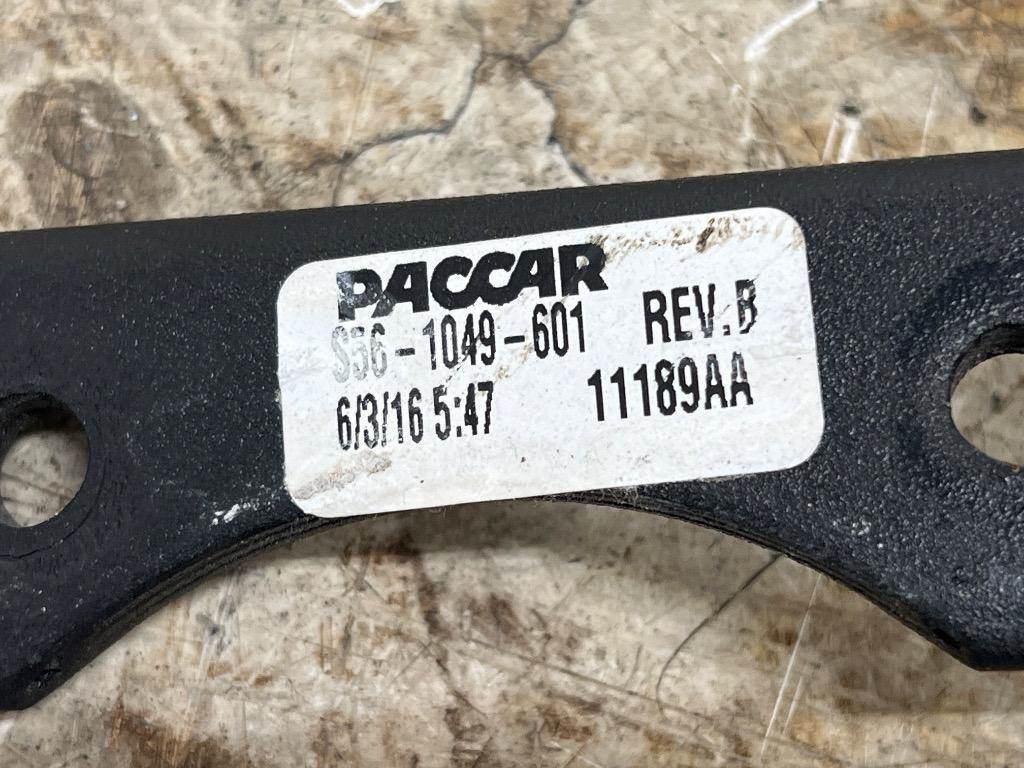 PACCAR
S56-1049-601 REV.B
6/3/16 5:47 11189AA